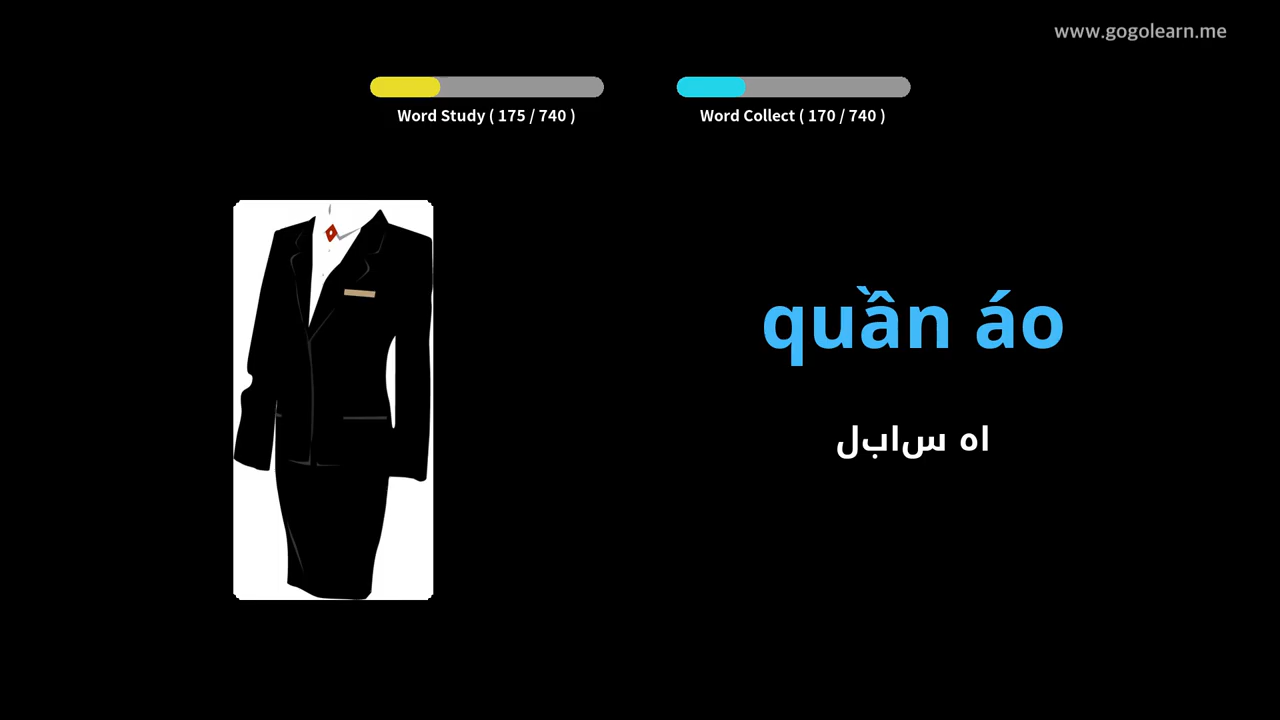 www.gogolearn.me
Word Study ( 175 / 740 )
Word Collect ( 170 / 740 )
quần áo
لباس ها